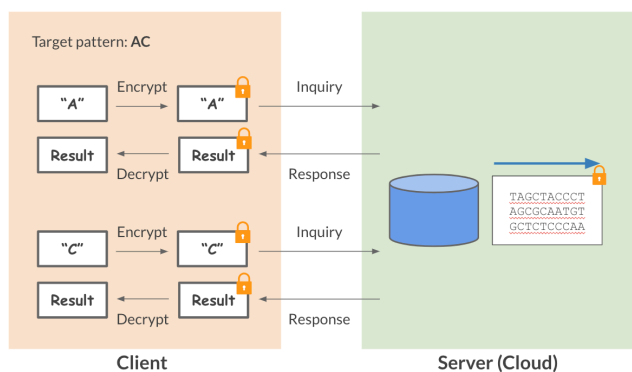 Target pattern: AC
Encrypt
Inquiry
"A"
"A"
Result
Result
Decrypt
Response
TAGCTACCCT
AGCGCAATGT
GCTCTCCCAA
Encrypt
Inquiry
"C"
"C"
Result
Result
Decrypt
Response
Client
Server (Cloud)